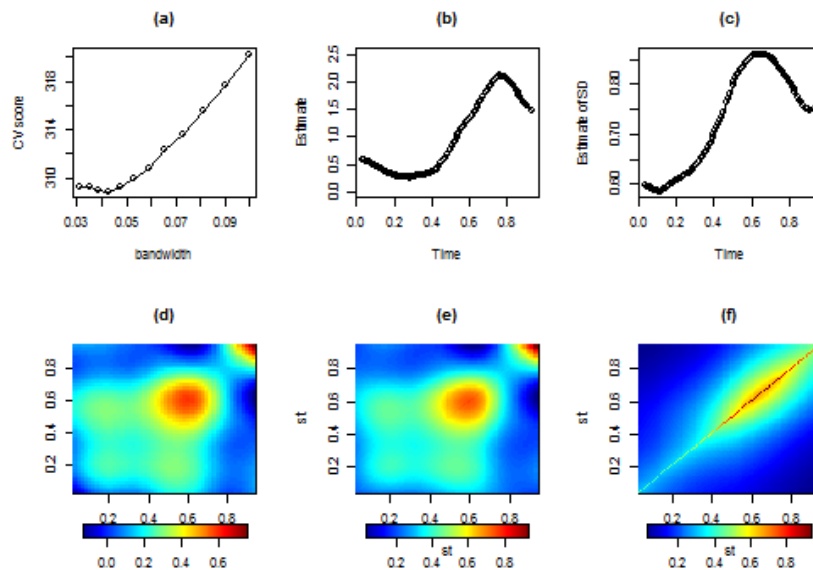 (a) (b) (c)
CV score
310 314 318
0.03 0.05 0.07 0.09
bandwidth
Estimate
0.0 0.5 1.0 1.5 2.0 2.5
0.0 0.2 0.4 0.6 0.8
Time
Estimate of SD
0.60 0.70 0.80
0.0 0.2 0.4 0.6 0.8
Time
(d) (e) (f)
0.2 0.4 0.6 0.8
0.2 0.4 0.6 0.8
0.0 0.2 0.4 0.6
st
0.2 0.4 0.6 0.8
0.2 0.4 0.6 0.8
st
0.2 0.4 0.6 0.8
st
0.2 0.4 0.6 0.8
0.2 0.4 0.6 0.8
st
0.2 0.4 0.6 0.8